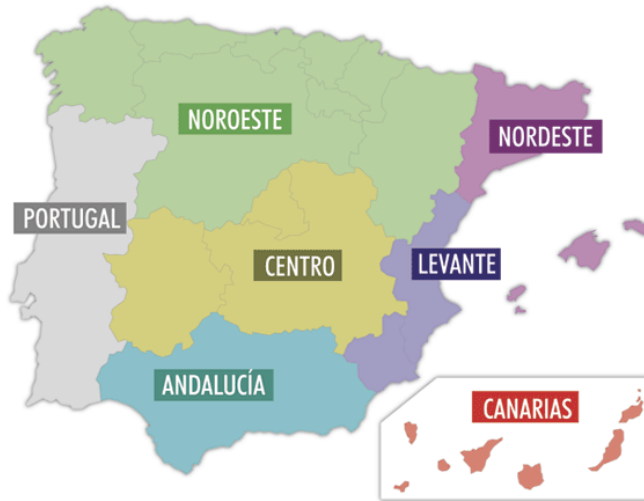 NOROESTE
NORDESTE
PORTUGAL
CENTRO
LEVANTE
ANDALUCÍA
CANARIAS